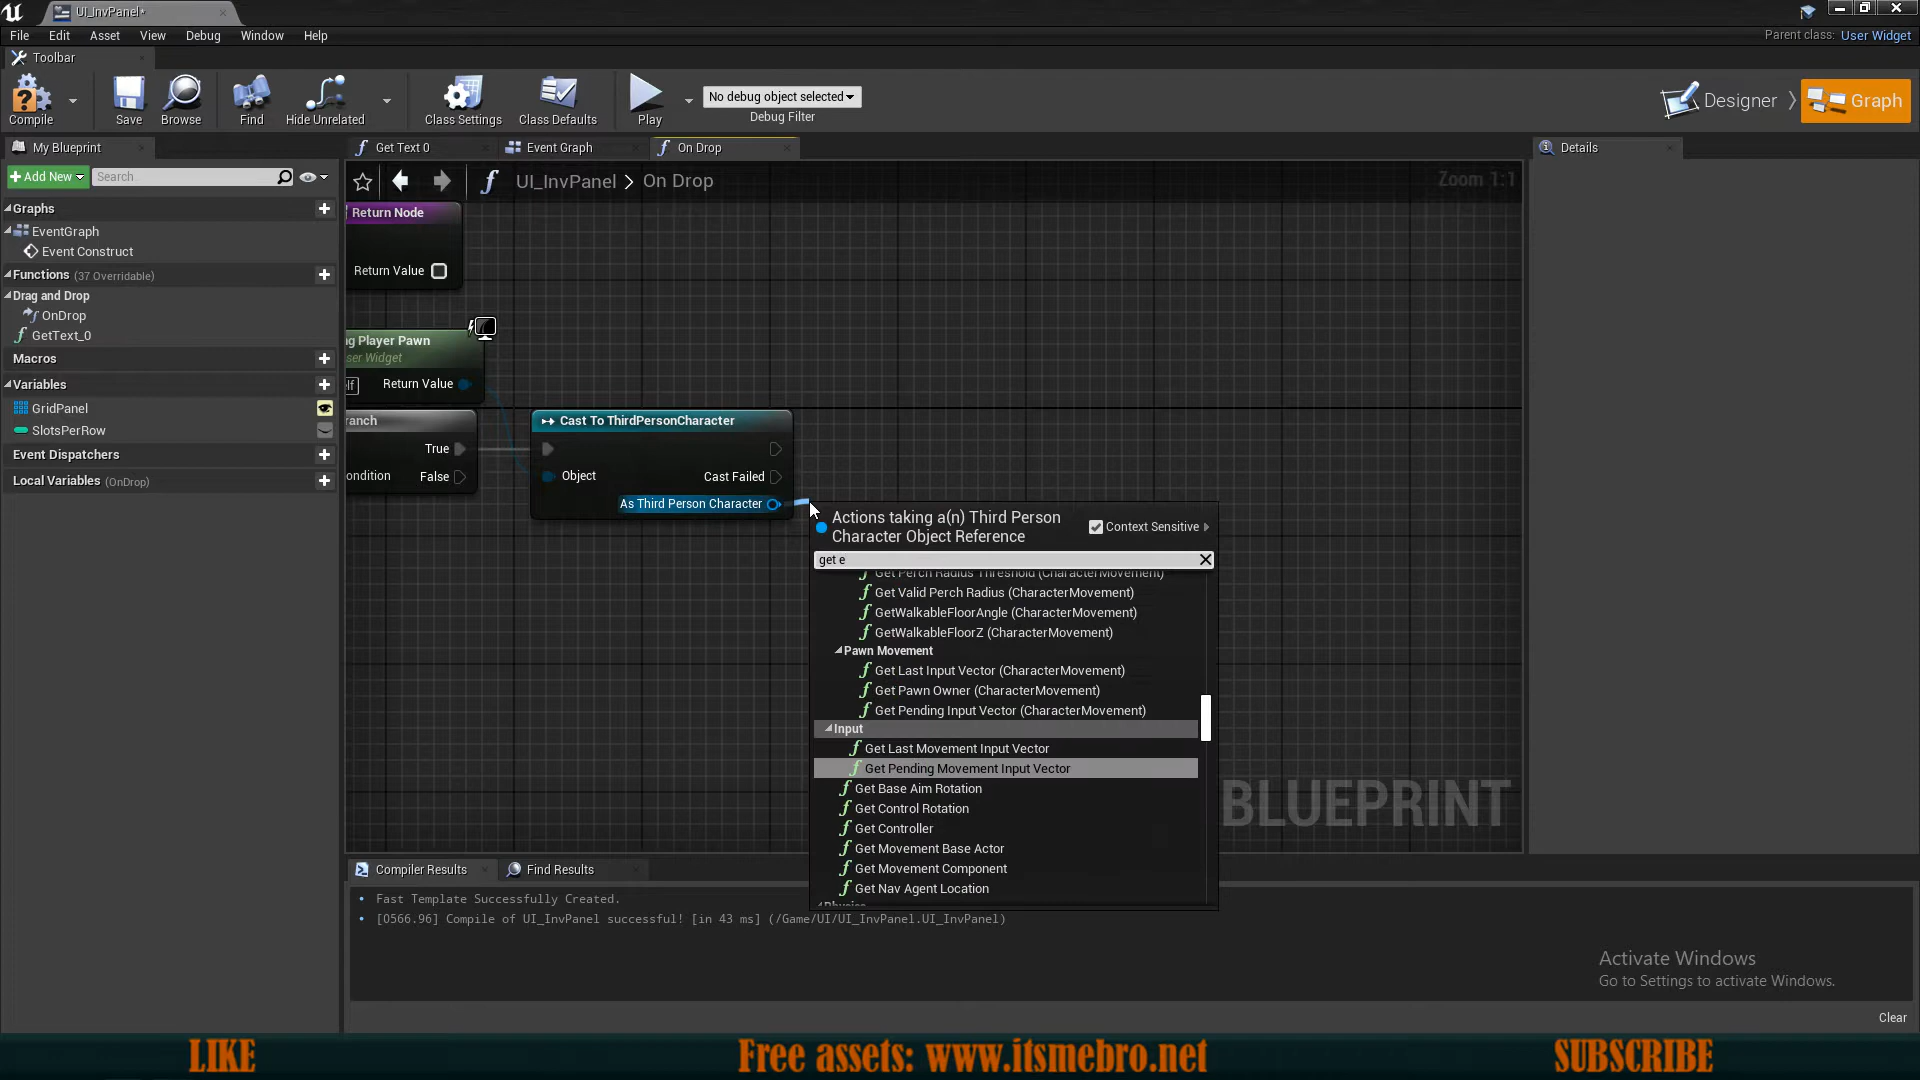 UI_InvPanel*
File Edit Asset View Debug Window Help
Parent class: User Widget
Toolbar
Compile Save Browse Find Hide Unrelated Class Settings Class Defaults Play
No debug object selected
Debug Filter
Designer Graph
My Blueprint
Get Text 0
Event Graph
On Drop
Details
Add New Search
UI_InvPanel > On Drop
Zoom 1:1
Graphs
EventGraph
Event Construct
Functions (37 Overridable)
Drag and Drop
OnDrop
GetText_0
Macros
Variables
GridPanel
SlotsPerRow
Event Dispatchers
Local Variables (OnDrop)
Return Node
Return Value
ng Player Pawn
ser Widget
elf Return Value
ranch
True
ondition False
Cast To ThirdPersonCharacter
Object
Cast Failed
As Third Person Character
Actions taking a(n) Third Person
Character Object Reference
Context Sensitive
get e
Get Perch Radius Threshold (CharacterMovement)
Get Valid Perch Radius (CharacterMovement)
GetWalkableFloorAngle (CharacterMovement)
GetWalkableFloorZ (CharacterMovement)
Pawn Movement
Get Last Input Vector (CharacterMovement)
Get Pawn Owner (CharacterMovement)
Get Pending Input Vector (CharacterMovement)
Input
Get Last Movement Input Vector
Get Pending Movement Input Vector
Get Base Aim Rotation
Get Control Rotation
Get Controller
Get Movement Base Actor
Get Movement Component
Get Nav Agent Location
Physics
BLUEPRINT
Compiler Results
Find Results
Fast Template Successfully Created.
[0566.96] Compile of UI_InvPanel successful! [in 43 ms] (/Game/UI/UI_InvPanel.UI_InvPanel)
Activate Windows
Go to Settings to activate Windows.
Clear
LIKE
Free assets: www.itsmebro.net
SUBSCRIBE